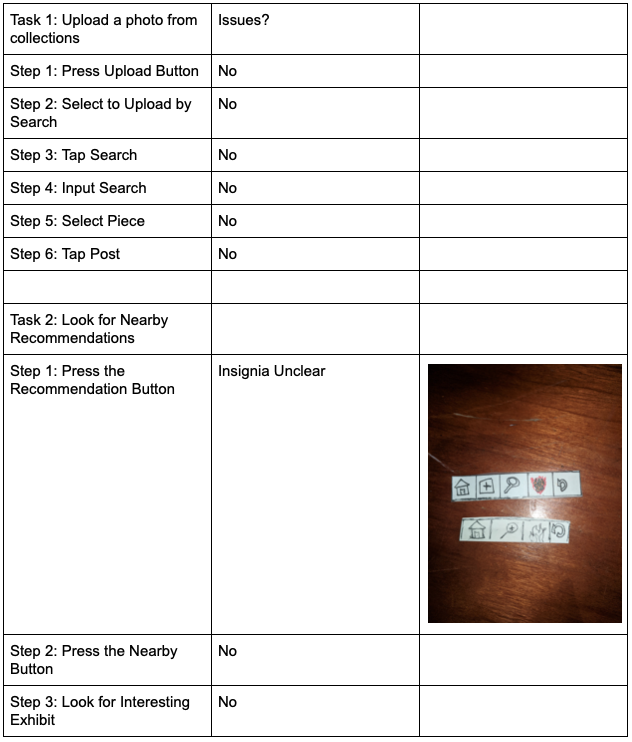 Task 1: Upload a photo from
collections
Issues?
Step 1: Press Upload Button
No
Step 2: Select to Upload by
Search
No
Step 3: Tap Search
No
Step 4: Input Search
No
Step 5: Select Piece
No
Step 6: Tap Post
No
Task 2: Look for Nearby
Recommendations
Step 1: Press the
Recommendation Button
Insignia Unclear
Step 2: Press the Nearby
Button
No
Step 3: Look for Interesting
Exhibit
No